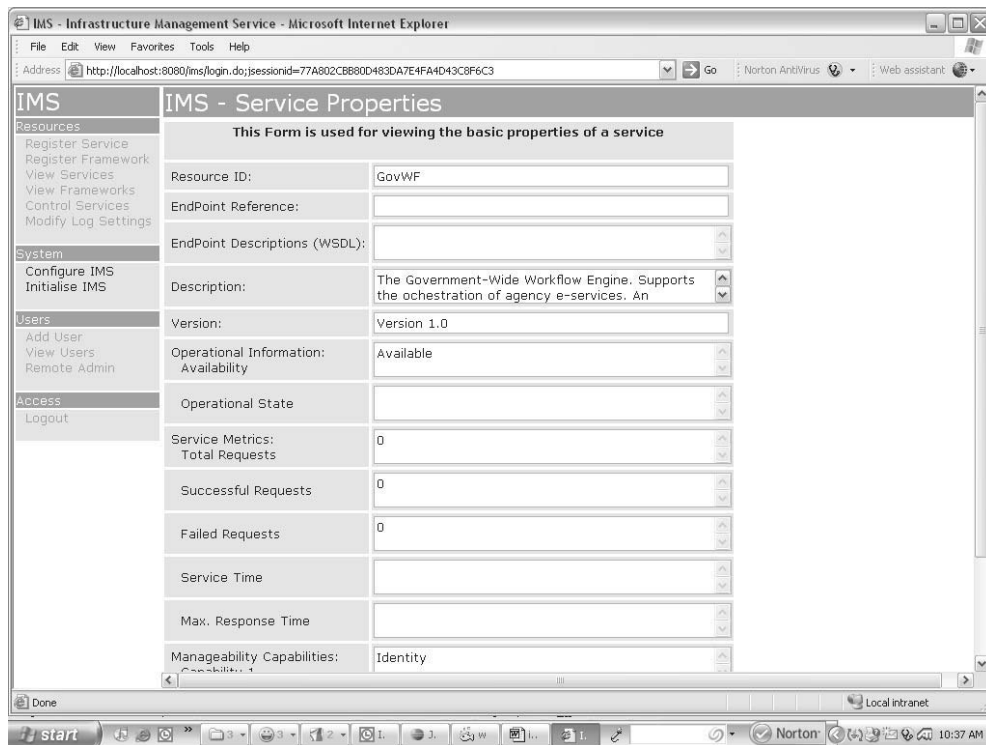 IMS - Infrastructure Management Service - Microsoft Internet Explorer
File Edit View Favorites Tools Help
Address http://localhost:8080/ims/login.do;jsessionid=77A802CBB80D483DA7E4FA4D43C8F6C3 Go Norton AntiVirus Web assistant
IMS
Resources
Register Service
Register Framework
View Services
View Frameworks
Control Services
Modify Log Settings
System
Configure IMS
Initialise IMS
Users
Add User
View Users
Remote Admin
Access
Logout
IMS - Service Properties
This Form is used for viewing the basic properties of a service
Resource ID: GovWF
EndPoint Reference:
EndPoint Descriptions (WSDL):
Description: The Government-Wide Workflow Engine. Supports
the ochestration of agency e-services. An
Version: Version 1.0
Operational Information:
Availability Available
Operational State
Service Metrics:
Total Requests 0
Successful Requests 0
Failed Requests 0
Service Time
Max. Response Time
Manageability Capabilities: Identity
Capability 1
Done Local intranet
start 3 3 2 I. J. w i.. I. Norton 10:37 AM